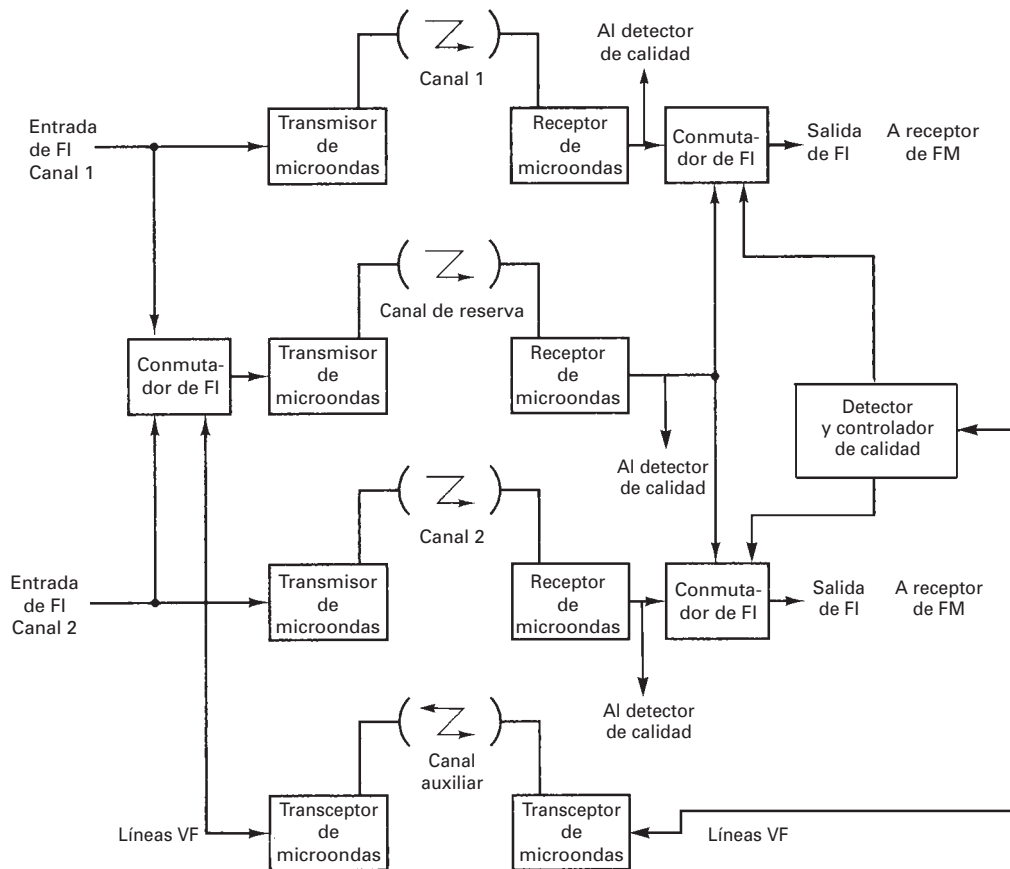 Al detector
de calidad
Canal 1
Entrada
de FI
Canal 1
Transmisor
de
microondas
Receptor
de
microondas
Conmuta-
dor de FI
Salida
de FI
A receptor
de FM
Canal de reserva
Conmuta-
dor de FI
Transmisor
de
microondas
Receptor
de
microondas
Al detector
de calidad
Detector
y controlador
de calidad
Canal 2
Entrada
de FI
Canal 2
Transmisor
de
microondas
Receptor
de
microondas
Conmuta-
dor de FI
Salida
de FI
A receptor
de FM
Al detector
de calidad
Canal
auxiliar
Líneas VF
Transceptor
de
microondas
Transceptor
de
microondas
Líneas VF